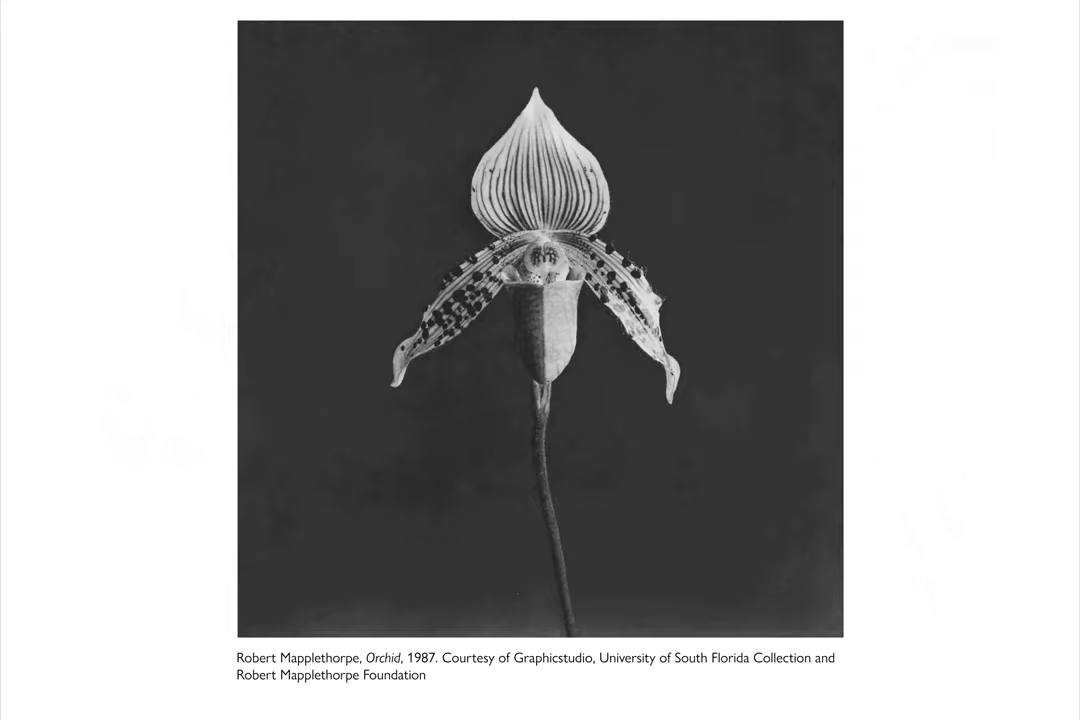 Robert Mapplethorpe, Orchid, 1987. Courtesy of Graphicstudio, University of South Florida Collection and
Robert Mapplethorpe Foundation